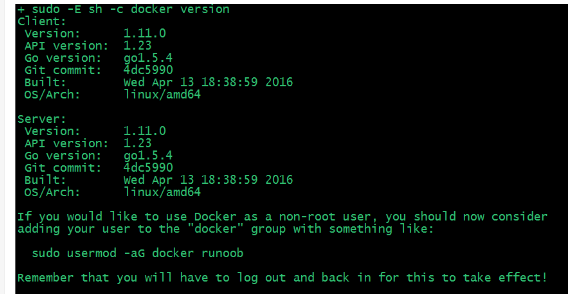 + sudo -E sh -c docker version
Client:
 Version:      1.11.0
 API version:  1.23
 Go version:   go1.5.4
 Git commit:   4dc5990
 Built:        Wed Apr 13 18:38:59 2016
 OS/Arch:      linux/amd64

Server:
 Version:      1.11.0
 API version:  1.23
 Go version:   go1.5.4
 Git commit:   4dc5990
 Built:        Wed Apr 13 18:38:59 2016
 OS/Arch:      linux/amd64

If you would like to use Docker as a non-root user, you should now consider
adding your user to the "docker" group with something like:

  sudo usermod -aG docker runoob

Remember that you will have to log out and back in for this to take effect!